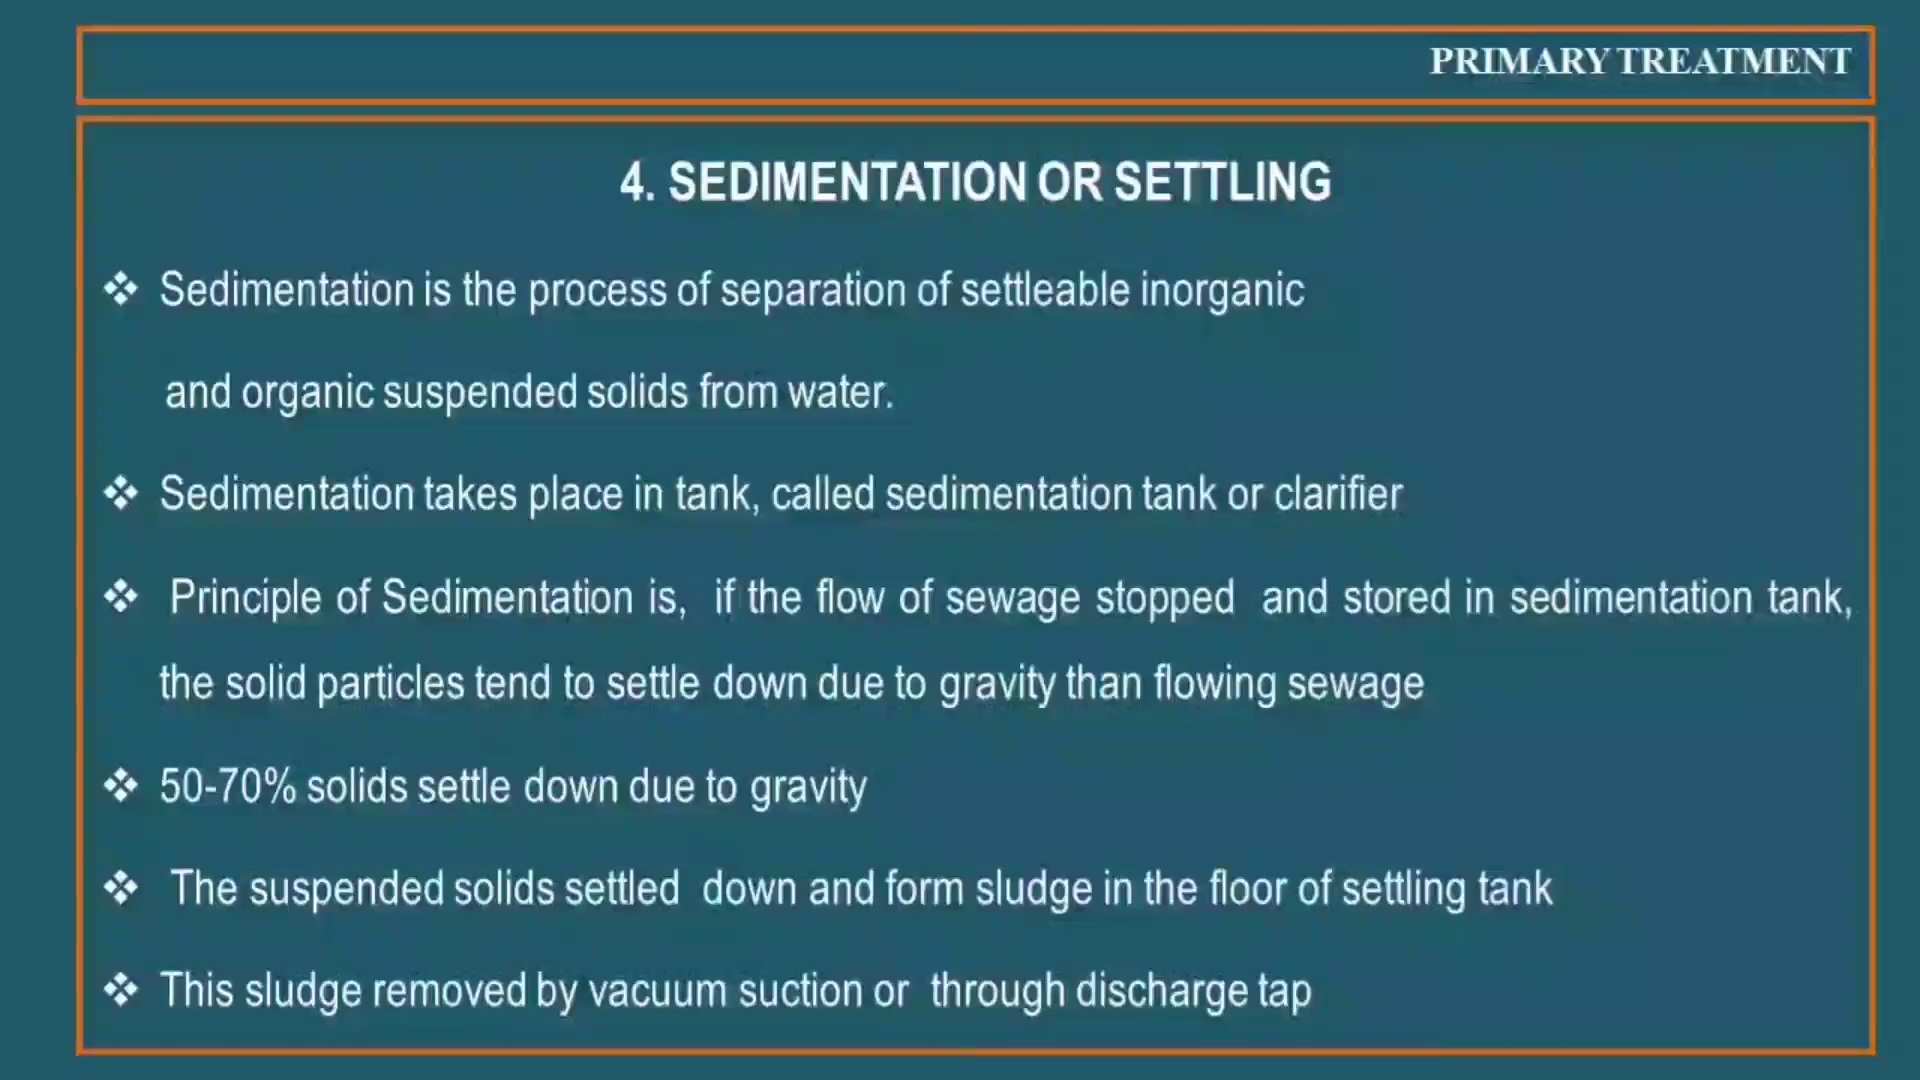 PRIMARY TREATMENT
4. SEDIMENTATION OR SETTLING
❖ Sedimentation is the process of separation of settleable inorganic
and organic suspended solids from water.
❖ Sedimentation takes place in tank, called sedimentation tank or clarifier
❖ Principle of Sedimentation is, if the flow of sewage stopped and stored in sedimentation tank,
the solid particles tend to settle down due to gravity than flowing sewage
❖ 50-70% solids settle down due to gravity
❖ The suspended solids settled down and form sludge in the floor of settling tank
❖ This sludge removed by vacuum suction or through discharge tap